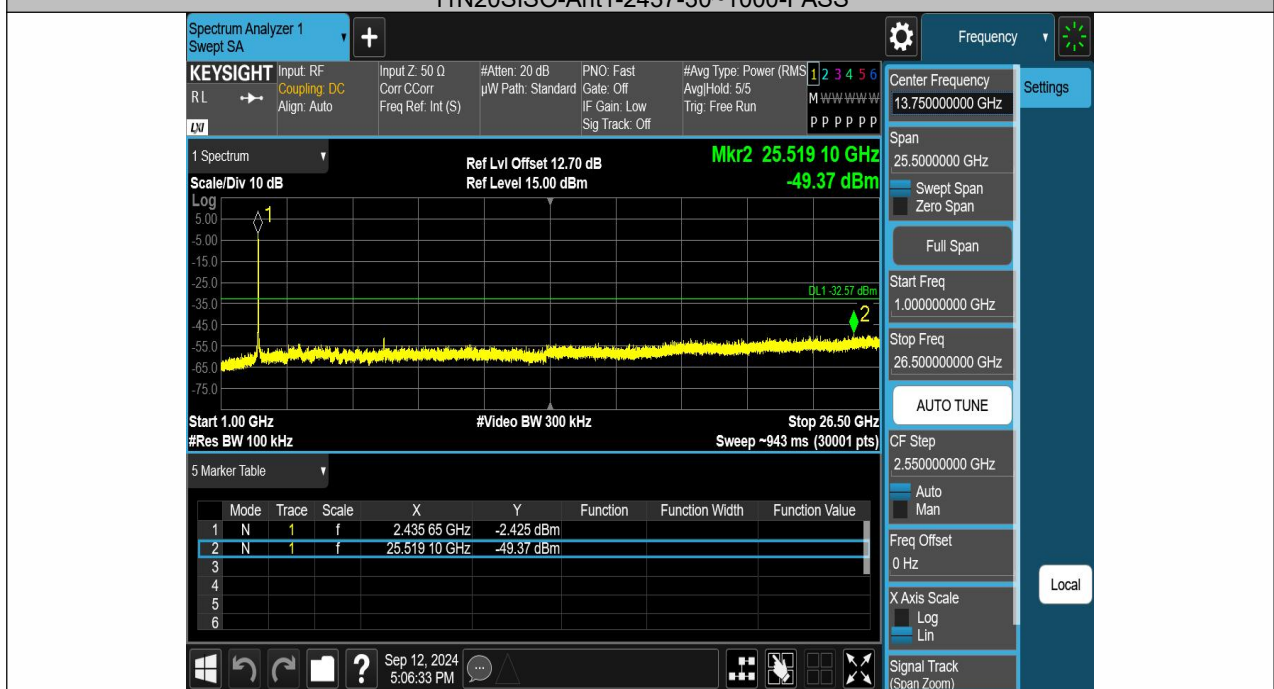 11N20SISO-Ant1-2437-30~1000-PASS
Spectrum Analyzer 1
Swept SA
+
Frequency
KEYSIGHT
RL
LXI
Input: RF
Coupling: DC
Align: Auto
Input Z: 50 Ω
Corr CCorr
Freq Ref: Int (S)
#Atten: 20 dB
µW Path: Standard
PNO: Fast
Gate: Off
IF Gain: Low
Sig Track: Off
#Avg Type: Power (RMS
Avg|Hold: 5/5
Trig: Free Run
1 2 3 4 5 6
M W W W W W
P P P P P P
1 Spectrum
Scale/Div 10 dB
Ref Lvl Offset 12.70 dB
Ref Level 15.00 dBm
Mkr2 25.519 10 GHz
-49.37 dBm
Log
5.00
-5.00
-15.0
-25.0
-35.0
-45.0
-55.0
-65.0
-75.0
1
DL1 -32.57 dBm
2
Start 1.00 GHz
#Res BW 100 kHz
#Video BW 300 kHz
Stop 26.50 GHz
Sweep ~943 ms (30001 pts)
5 Marker Table
Mode Trace Scale X Y Function Function Width Function Value
1 N 1 f 2.435 65 GHz -2.425 dBm
2 N 1 f 25.519 10 GHz -49.37 dBm
3
4
5
6
?
Sep 12, 2024
5:06:33 PM
Center Frequency
13.750000000 GHz
Settings
Span
25.5000000 GHz
Swept Span
Zero Span
Full Span
Start Freq
1.000000000 GHz
Stop Freq
26.500000000 GHz
AUTO TUNE
CF Step
2.550000000 GHz
Auto
Man
Freq Offset
0 Hz
Local
X Axis Scale
Log
Lin
Signal Track
(Span Zoom)